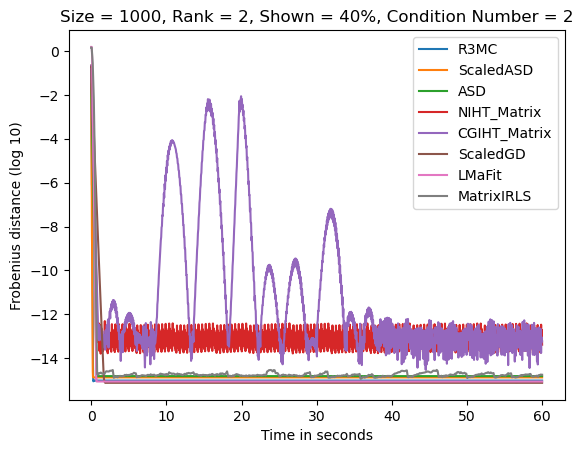 Size = 1000, Rank = 2, Shown = 40%, Condition Number = 2
R3MC
ScaledASD
ASD
NIHT_Matrix
CGIHT_Matrix
ScaledGD
LMaFit
MatrixIRLS
Frobenius distance (log 10)
0
−2
−4
−6
−8
−10
−12
−14
0 10 20 30 40 50 60
Time in seconds